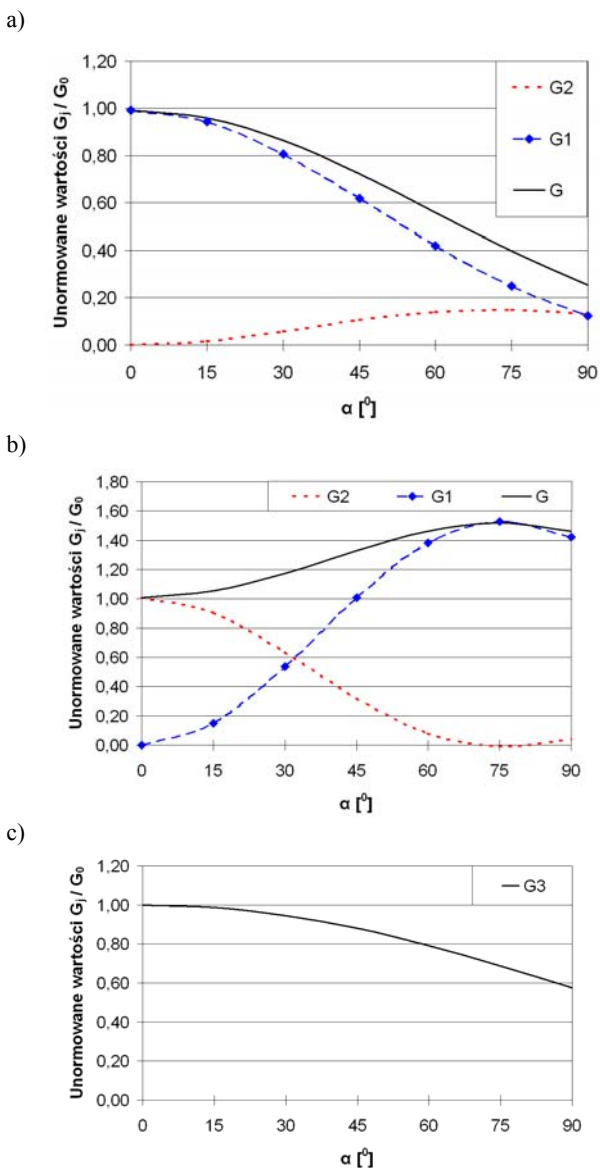 a)
Unormowane wartości Gj / G0
1,20
1,00
0,80
0,60
0,40
0,20
0,00
G2
G1
G
0 15 30 45 60 75 90
α [0]
b)
Unormowane wartości Gj / G0
1,80
1,60
1,40
1,20
1,00
0,80
0,60
0,40
0,20
0,00
G2 G1 G
0 15 30 45 60 75 90
α [0]
c)
Unormowane wartości Gj / G0
1,20
1,00
0,80
0,60
0,40
0,20
0,00
G3
0 15 30 45 60 75 90
α [0]